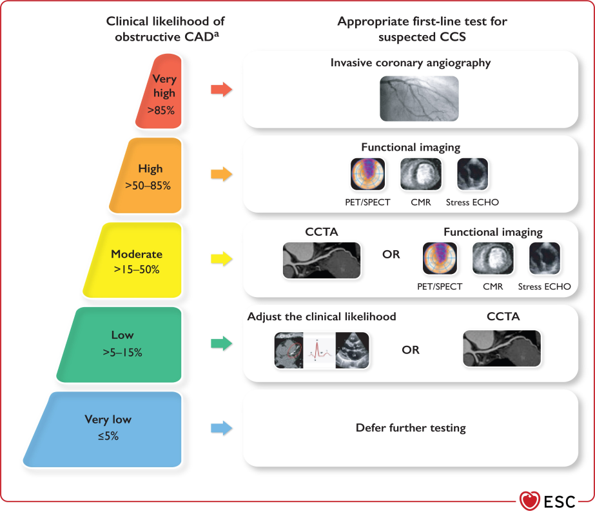 Clinical likelihood of
obstructive CADᵃ
Appropriate first-line test for
suspected CCS
Very
high
>85%
Invasive coronary angiography
High
>50–85%
Functional imaging
PET/SPECT
CMR
Stress ECHO
Moderate
>15–50%
CCTA
OR
Functional imaging
PET/SPECT
CMR
Stress ECHO
Low
>5–15%
Adjust the clinical likelihood
OR
CCTA
Very low
≤5%
Defer further testing
ESC